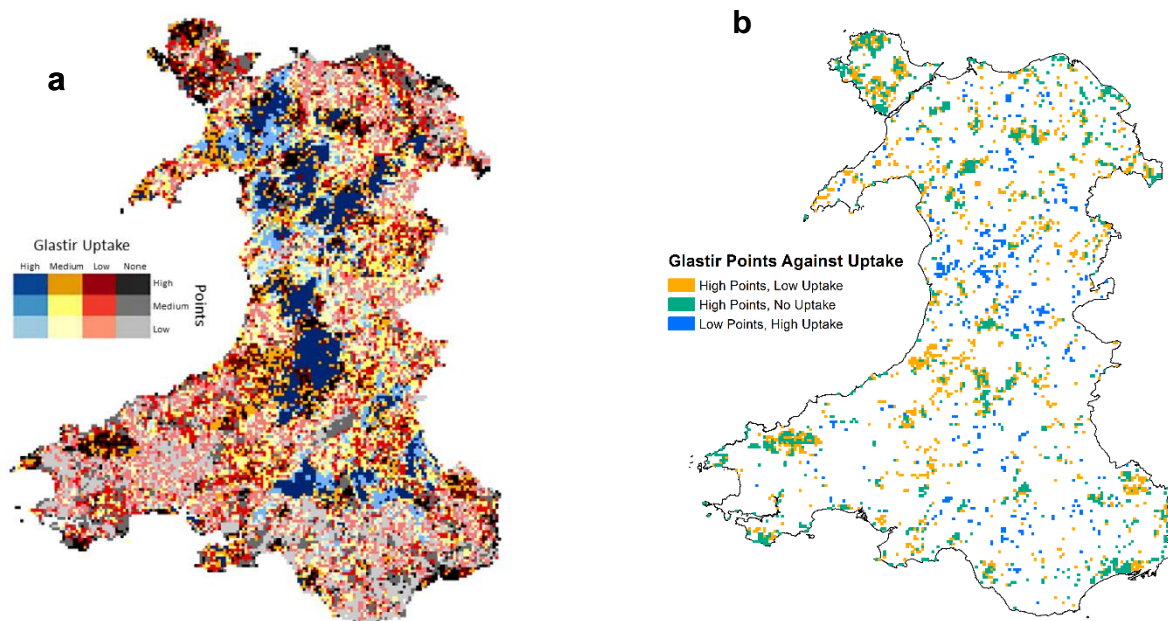 a
Glastir Uptake
High Medium Low None
High
Medium
Low
Points
b
Glastir Points Against Uptake
High Points, Low Uptake
High Points, No Uptake
Low Points, High Uptake